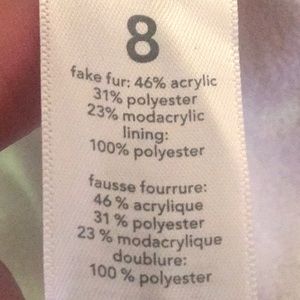 8
fake fur: 46% acrylic
31% polyester
23% modacrylic
lining:
100% polyester
fausse fourrure:
46 % acrylique
31 % polyester
23 % modacrylique
doublure:
100 % polyester